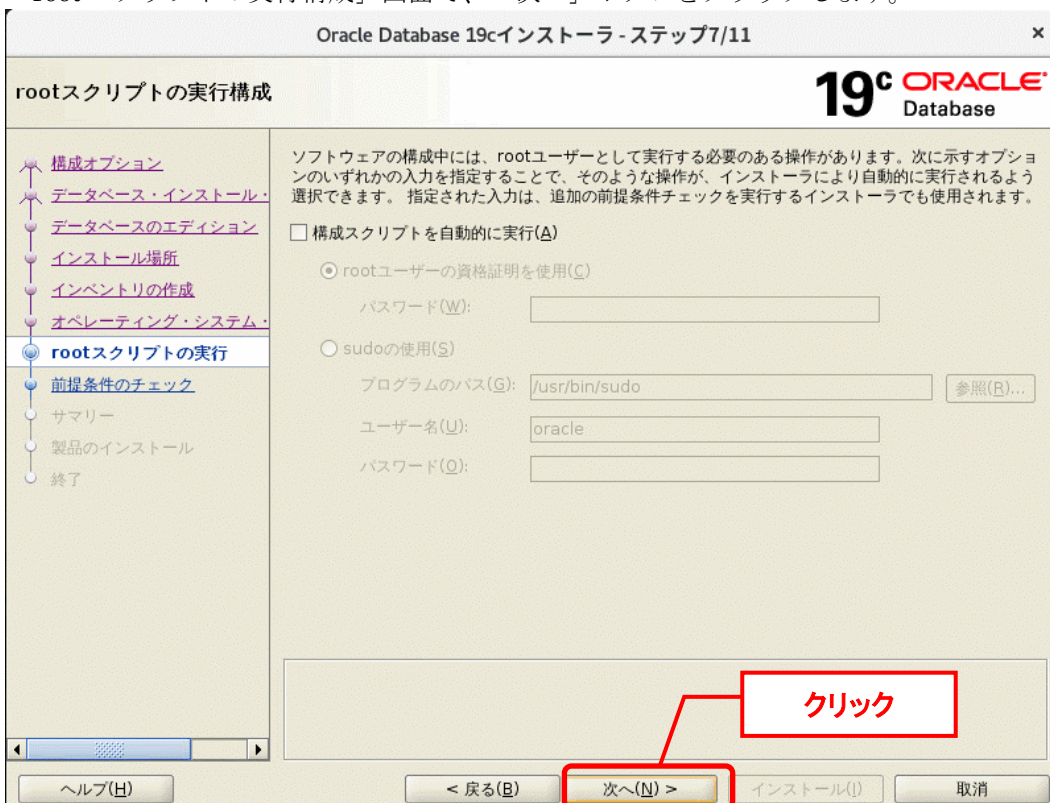 Oracle Database 19cインストーラ - ステップ7/11
×
rootスクリプトの実行構成
19c ORACLE
Database
構成オプション
データベース・インストール・
データベースのエディション
インストール場所
インベントリの作成
オペレーティング・システム・
rootスクリプトの実行
前提条件のチェック
サマリー
製品のインストール
終了
ソフトウェアの構成中には、rootユーザーとして実行する必要のある操作があります。次に示すオプショ
ンのいずれかの入力を指定することで、そのような操作が、インストーラにより自動的に実行されるよう
選択できます。 指定された入力は、追加の前提条件チェックを実行するインストーラでも使用されます。
構成スクリプトを自動的に実行(A)
rootユーザーの資格証明を使用(C)
パスワード(W):
sudoの使用(S)
プログラムのパス(G): /usr/bin/sudo 参照(R)...
ユーザー名(U): oracle
パスワード(O):
クリック
ヘルプ(H) < 戻る(B) 次へ(N) > インストール(I) 取消